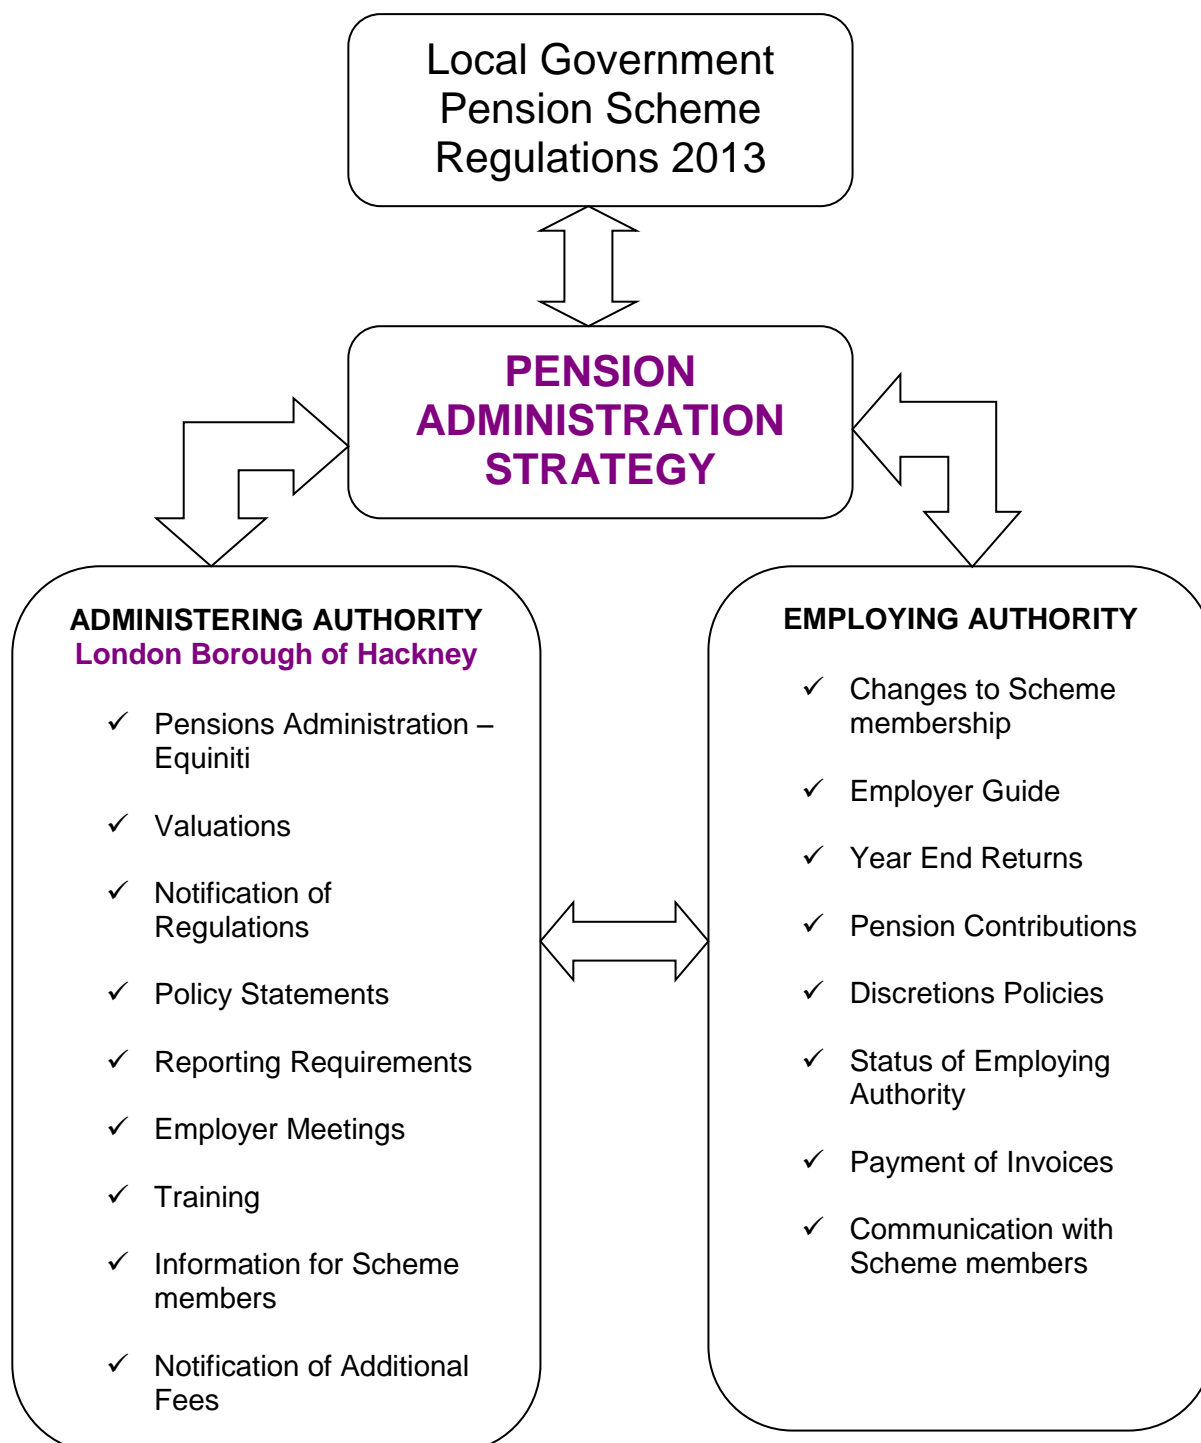 Local Government
Pension Scheme
Regulations 2013
PENSION
ADMINISTRATION
STRATEGY
ADMINISTERING AUTHORITY
London Borough of Hackney
✓ Pensions Administration –
Equiniti
✓ Valuations
✓ Notification of
Regulations
✓ Policy Statements
✓ Reporting Requirements
✓ Employer Meetings
✓ Training
✓ Information for Scheme
members
✓ Notification of Additional
Fees
EMPLOYING AUTHORITY
✓ Changes to Scheme
membership
✓ Employer Guide
✓ Year End Returns
✓ Pension Contributions
✓ Discretions Policies
✓ Status of Employing
Authority
✓ Payment of Invoices
✓ Communication with
Scheme members